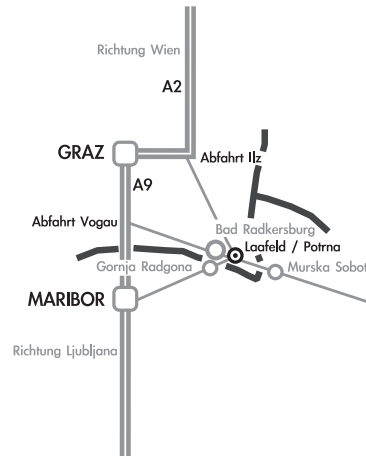 Richtung Wien
A2
GRAZ
Abfahrt Ilz
A9
Abfahrt Vogau
Bad Radkersburg
Laafeld / Potrna
Gornja Radgona
Murska Sobot
MARIBOR
Richtung Ljubljana